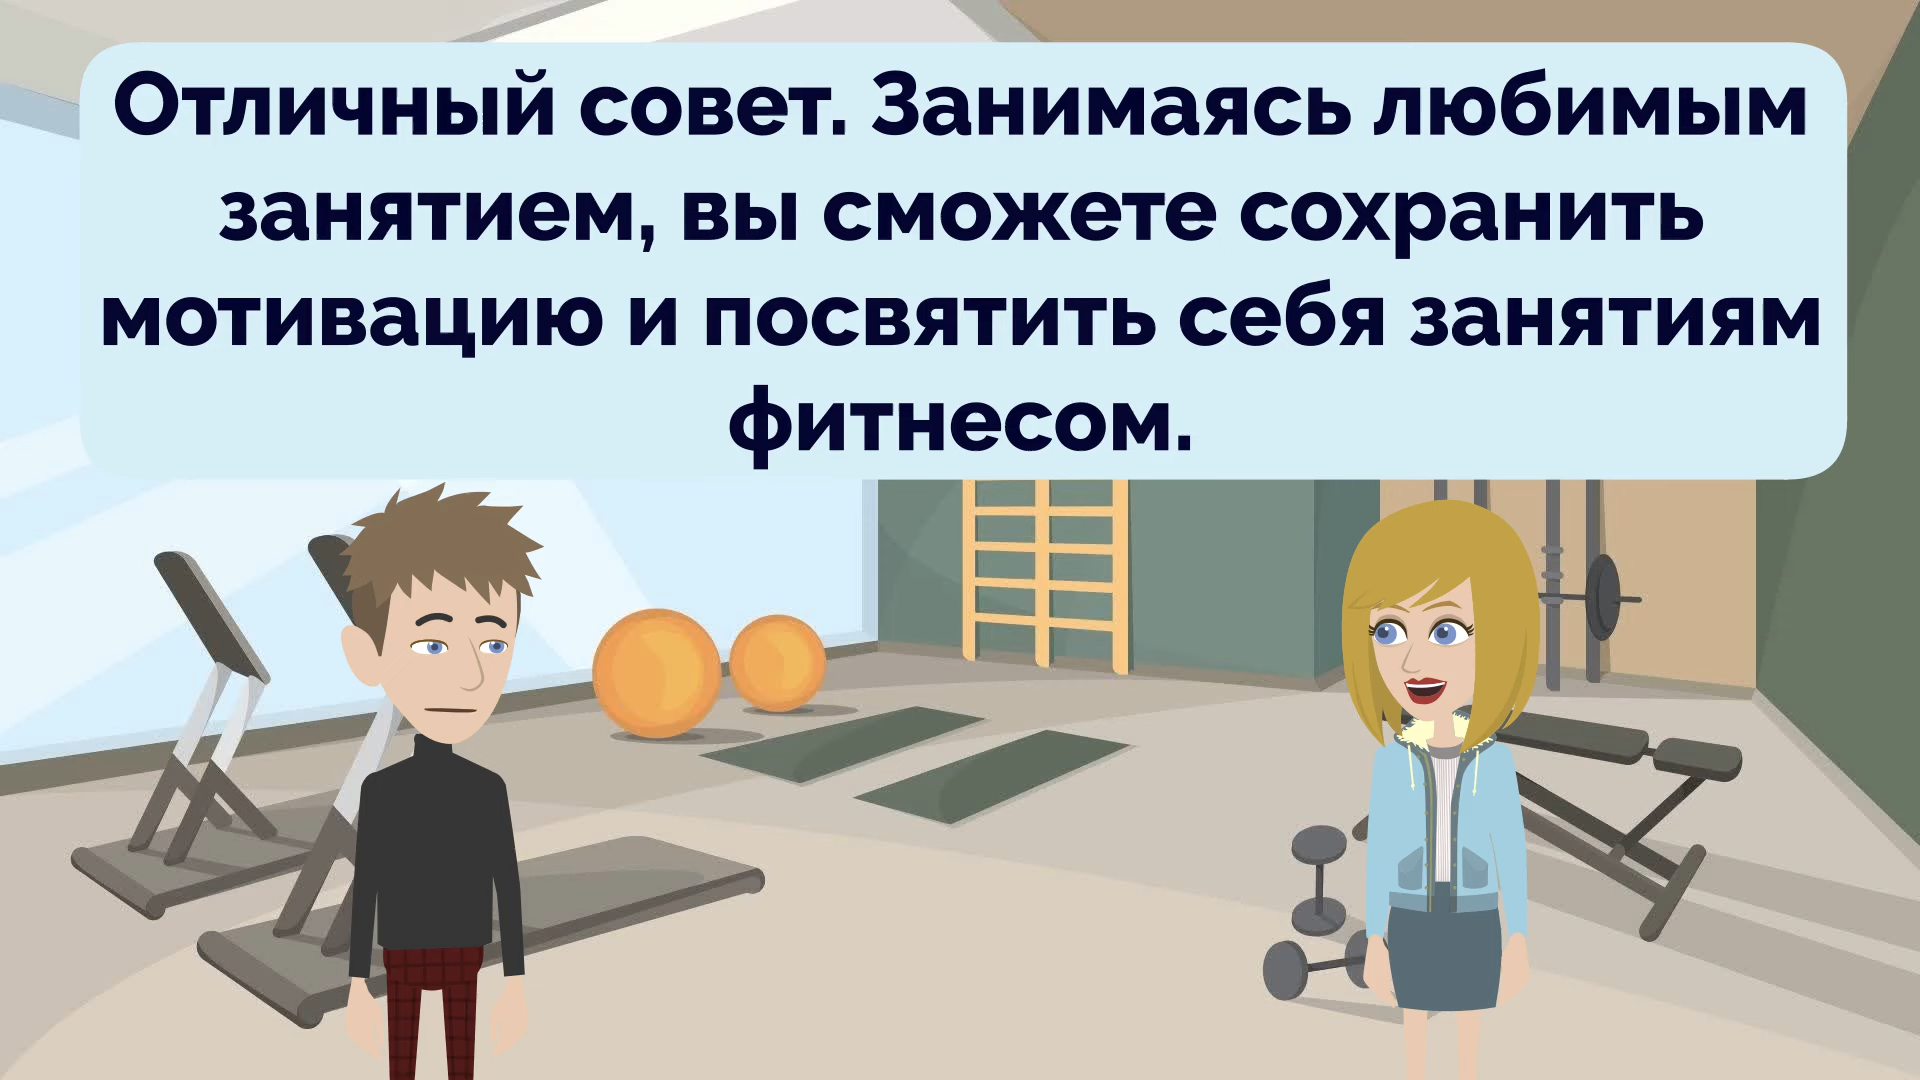 Отличный совет. Занимаясь любимым
занятием, вы сможете сохранить
мотивацию и посвятить себя занятиям
фитнесом.